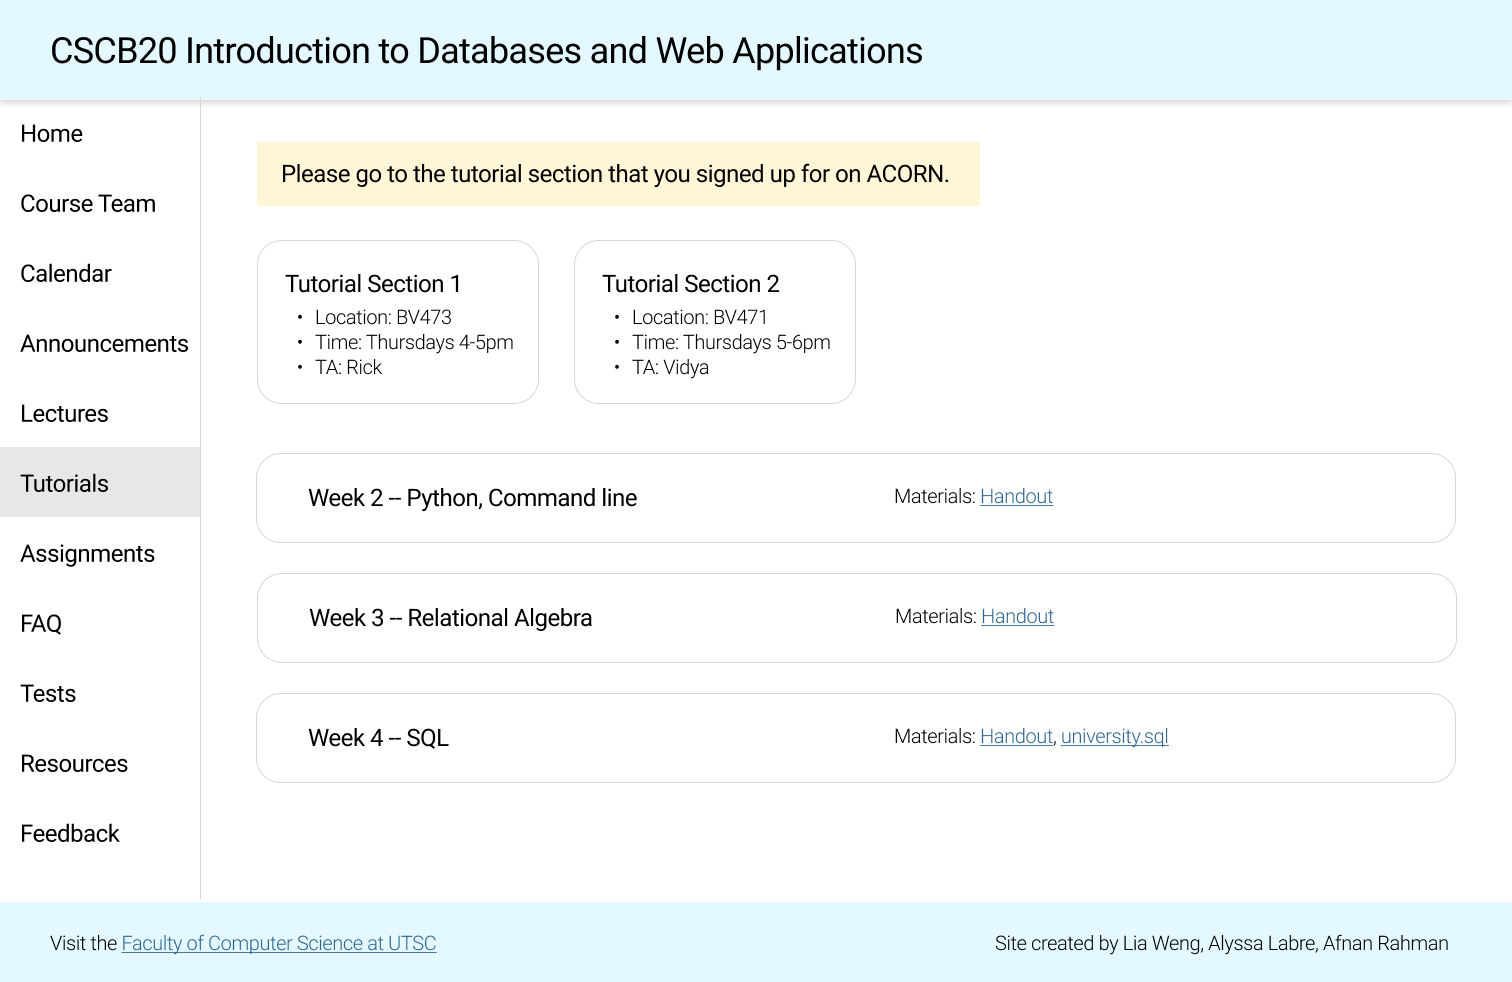 CSCB20 Introduction to Databases and Web Applications
Home
Course Team
Calendar
Announcements
Lectures
Tutorials
Assignments
FAQ
Tests
Resources
Feedback
Please go to the tutorial section that you signed up for on ACORN.
Tutorial Section 1
• Location: BV473
• Time: Thursdays 4-5pm
• TA: Rick
Tutorial Section 2
• Location: BV471
• Time: Thursdays 5-6pm
• TA: Vidya
Week 2 -- Python, Command line
Materials: Handout
Week 3 -- Relational Algebra
Materials: Handout
Week 4 -- SQL
Materials: Handout, university.sql
Visit the Faculty of Computer Science at UTSC
Site created by Lia Weng, Alyssa Labre, Afnan Rahman